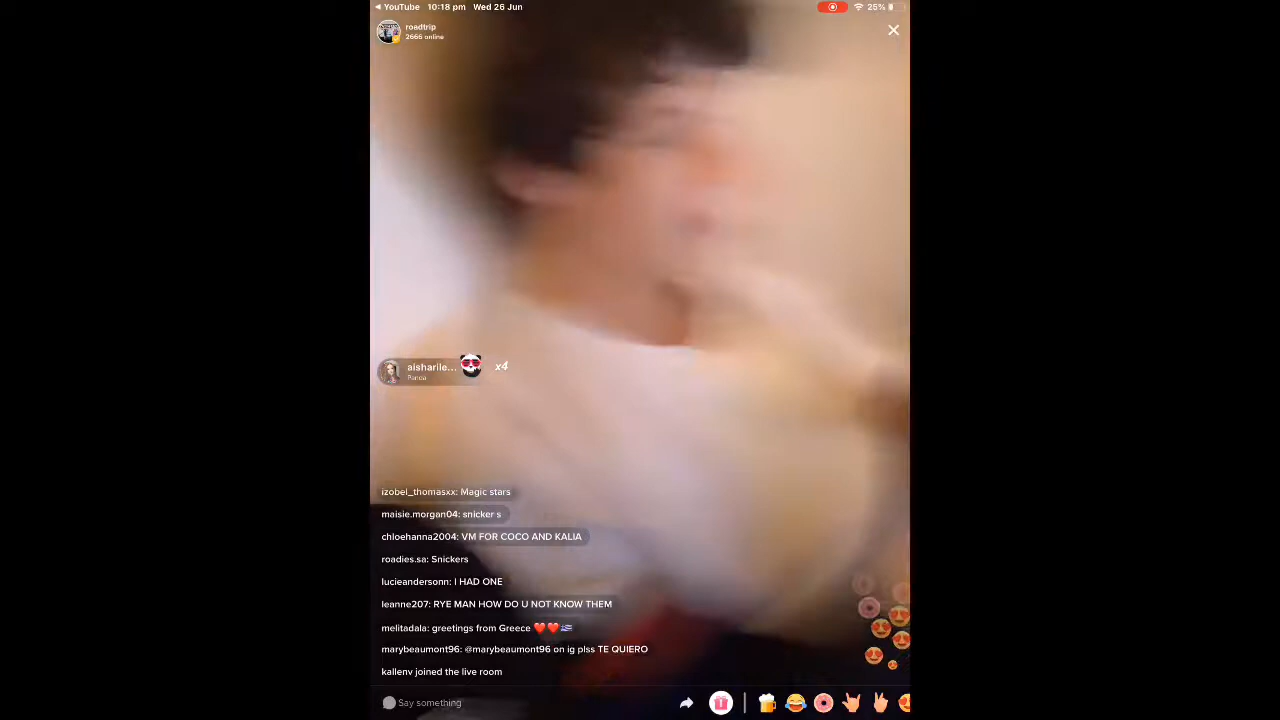 YouTube 10:18 pm Wed 26 Jun 25%
roadtrip
2666 online
aisharile... x4
Panda
izobel_thomasxx: Magic stars
maisie.morgan04: snicker s
chloehanna2004: VM FOR COCO AND KALIA
roadies.sa: Snickers
lucieandersonn: I HAD ONE
leanne207: RYE MAN HOW DO U NOT KNOW THEM
melitadala: greetings from Greece ❤️❤️🇬🇷
marybeaumont96: @marybeaumont96 on ig plss TE QUIERO
kallenv joined the live room
Say something